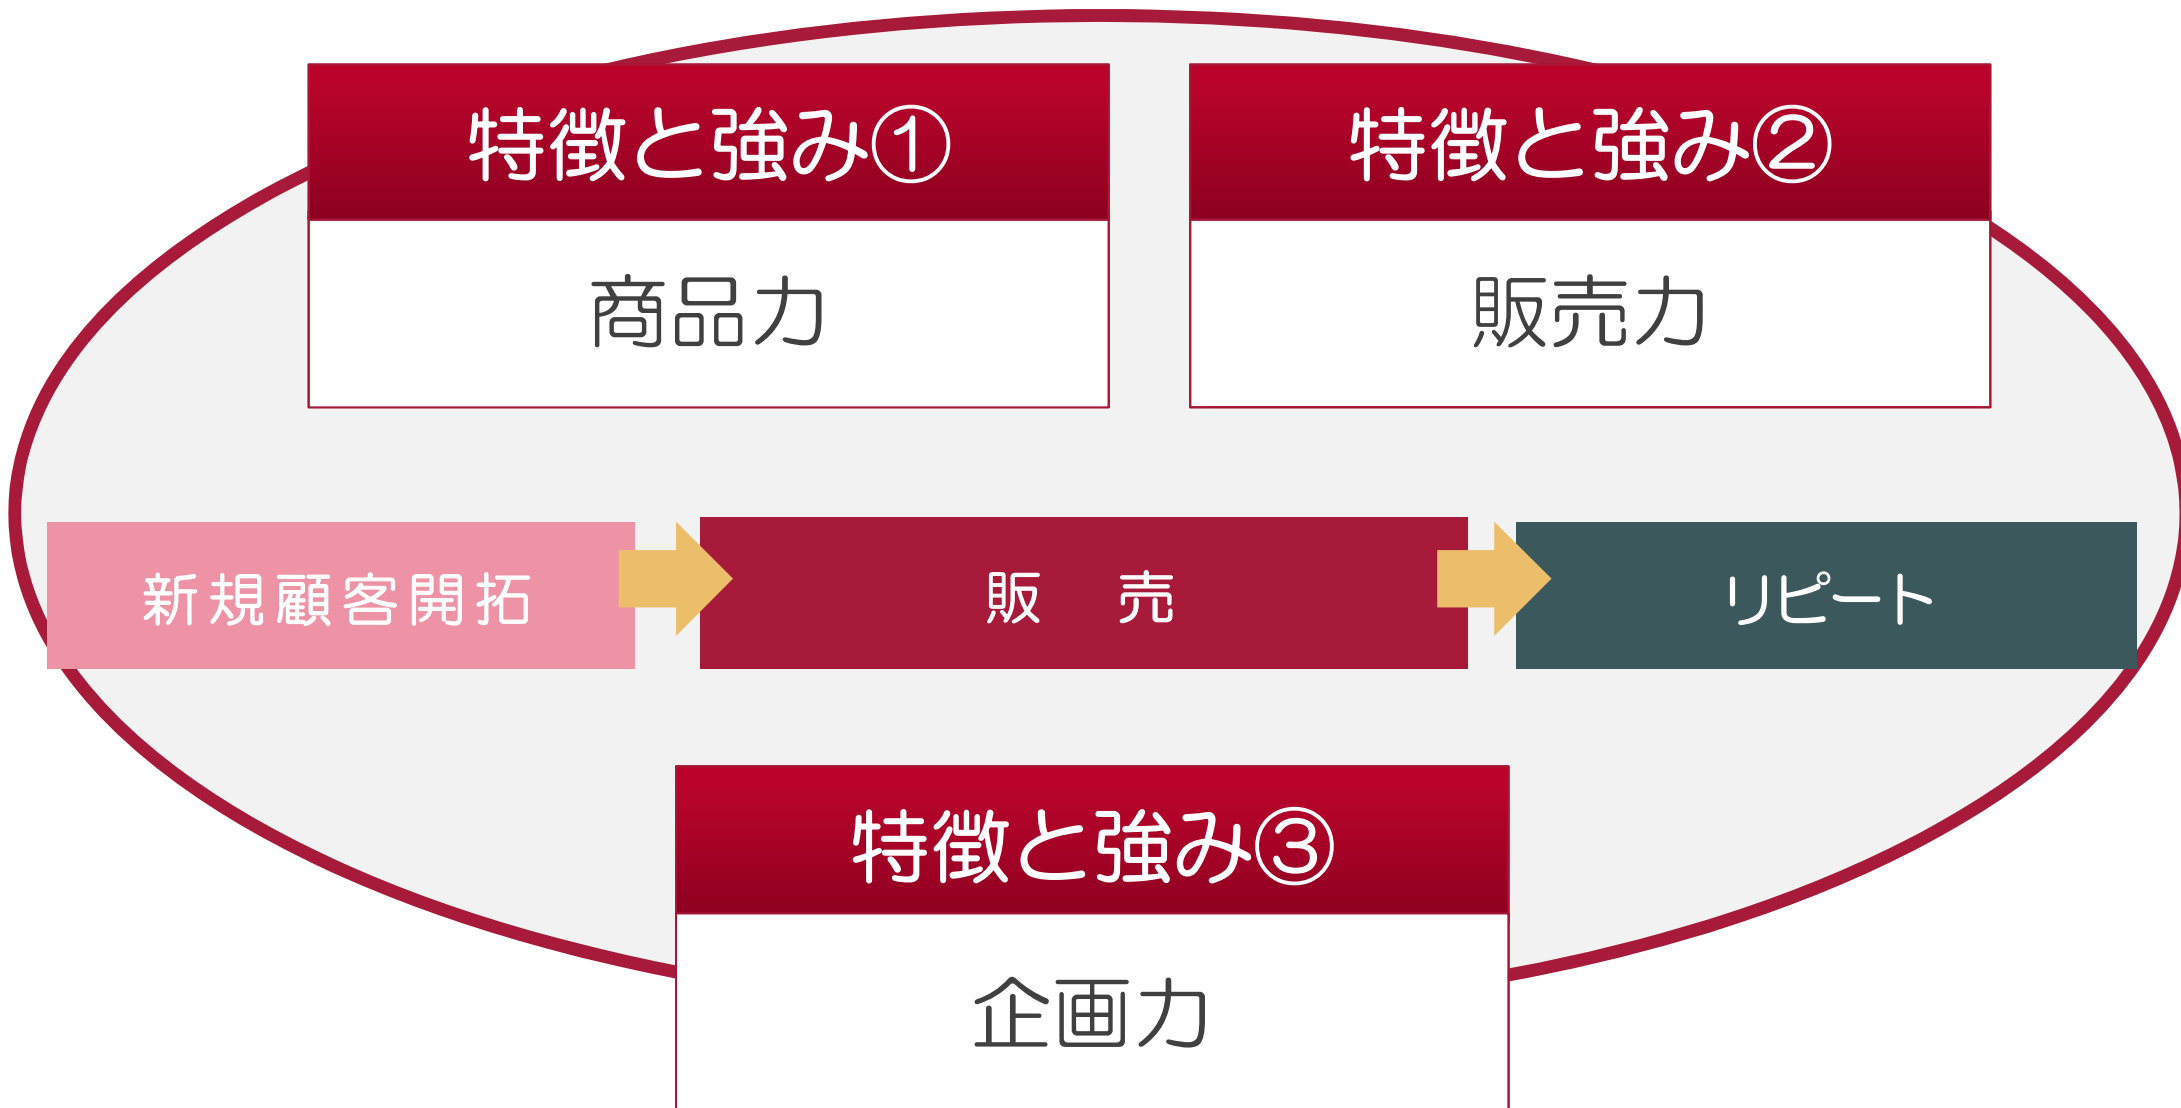 特徴と強み①
商品力
特徴と強み②
販売力
新規顧客開拓
販　売
リピート
特徴と強み③
企画力